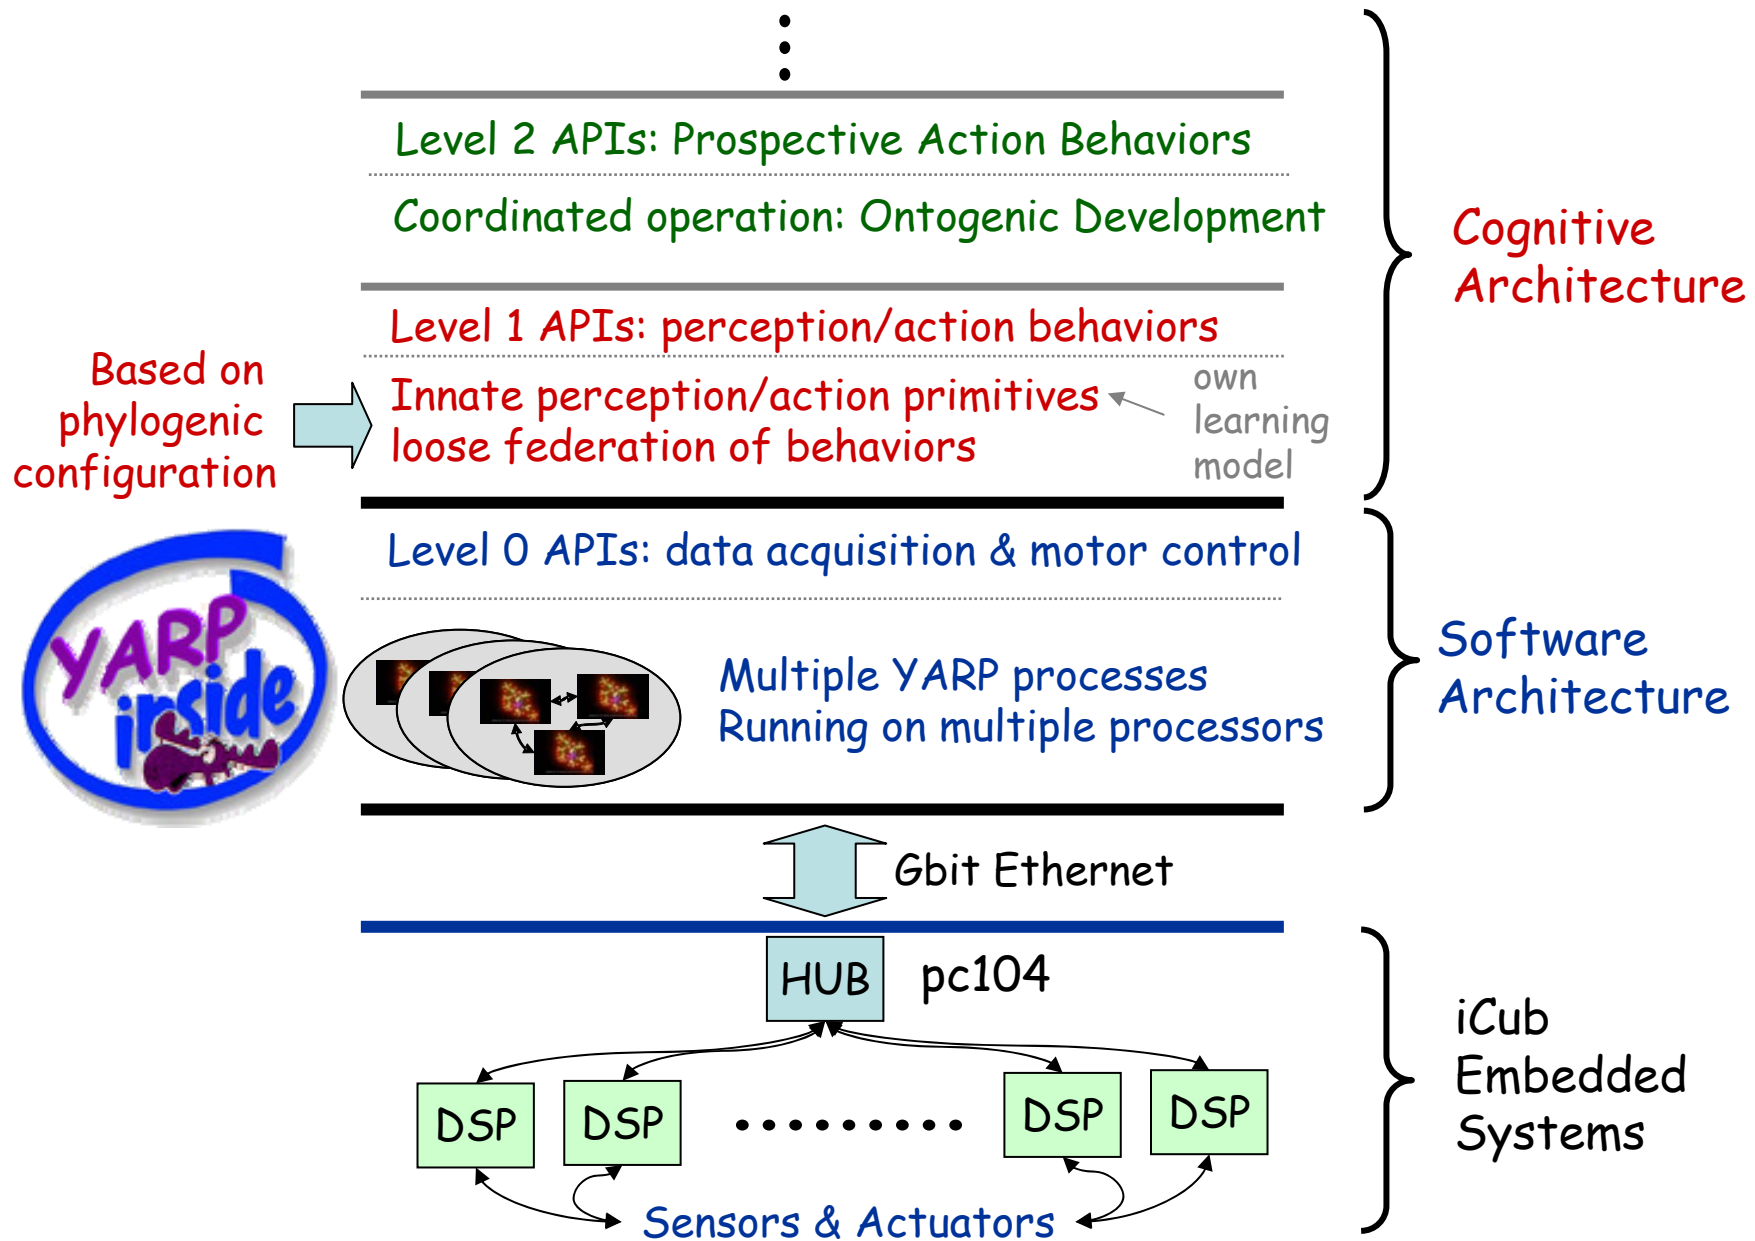 Level 2 APIs: Prospective Action Behaviors
Coordinated operation: Ontogenic Development
Cognitive
Architecture
Level 1 APIs: perception/action behaviors
Based on
phylogenic
configuration
Innate perception/action primitives
loose federation of behaviors
own
learning
model
Level 0 APIs: data acquisition & motor control
YARP
inside
Multiple YARP processes
Running on multiple processors
Software
Architecture
Gbit Ethernet
HUB
pc104
DSP
DSP
DSP
DSP
iCub
Embedded
Systems
Sensors & Actuators